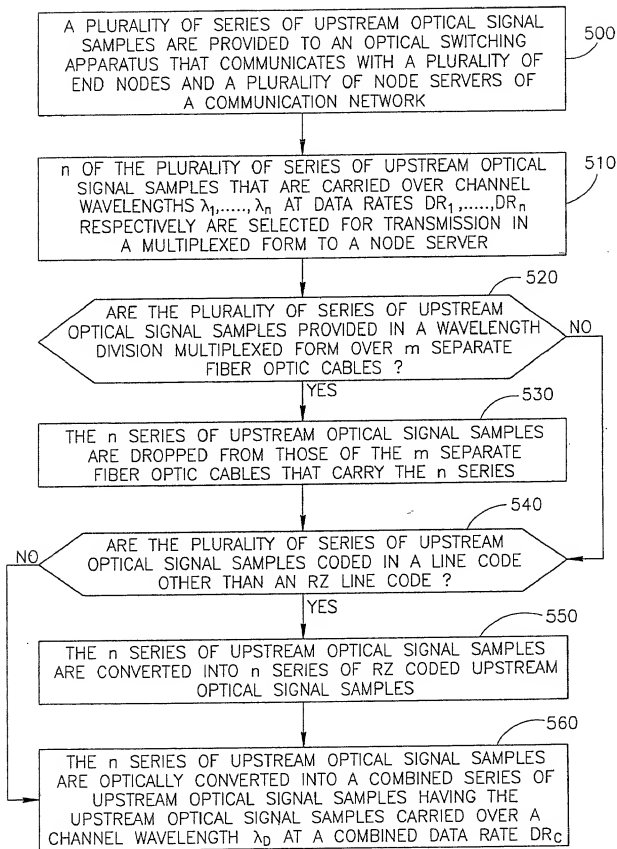 A PLURALITY OF SERIES OF UPSTREAM OPTICAL SIGNAL
SAMPLES ARE PROVIDED TO AN OPTICAL SWITCHING
APPARATUS THAT COMMUNICATES WITH A PLURALITY OF
END NODES AND A PLURALITY OF NODE SERVERS OF
A COMMUNICATION NETWORK
500
n OF THE PLURALITY OF SERIES OF UPSTREAM OPTICAL
SIGNAL SAMPLES THAT ARE CARRIED OVER CHANNEL
WAVELENGTHS λ1,....., λn AT DATA RATES DR1,.....,DRn
RESPECTIVELY ARE SELECTED FOR TRANSMISSION IN
A MULTIPLEXED FORM TO A NODE SERVER
510
520
ARE THE PLURALITY OF SERIES OF UPSTREAM
OPTICAL SIGNAL SAMPLES PROVIDED IN A WAVELENGTH
DIVISION MULTIPLEXED FORM OVER m SEPARATE
FIBER OPTIC CABLES ?
NO
YES
530
THE n SERIES OF UPSTREAM OPTICAL SIGNAL SAMPLES
ARE DROPPED FROM THOSE OF THE m SEPARATE
FIBER OPTIC CABLES THAT CARRY THE n SERIES
540
NO
ARE THE PLURALITY OF SERIES OF UPSTREAM
OPTICAL SIGNAL SAMPLES CODED IN A LINE CODE
OTHER THAN AN RZ LINE CODE ?
YES
550
THE n SERIES OF UPSTREAM OPTICAL SIGNAL SAMPLES
ARE CONVERTED INTO n SERIES OF RZ CODED UPSTREAM
OPTICAL SIGNAL SAMPLES
560
THE n SERIES OF UPSTREAM OPTICAL SIGNAL SAMPLES
ARE OPTICALLY CONVERTED INTO A COMBINED SERIES OF
UPSTREAM OPTICAL SIGNAL SAMPLES HAVING THE
UPSTREAM OPTICAL SIGNAL SAMPLES CARRIED OVER A
CHANNEL WAVELENGTH λD AT A COMBINED DATA RATE DRC